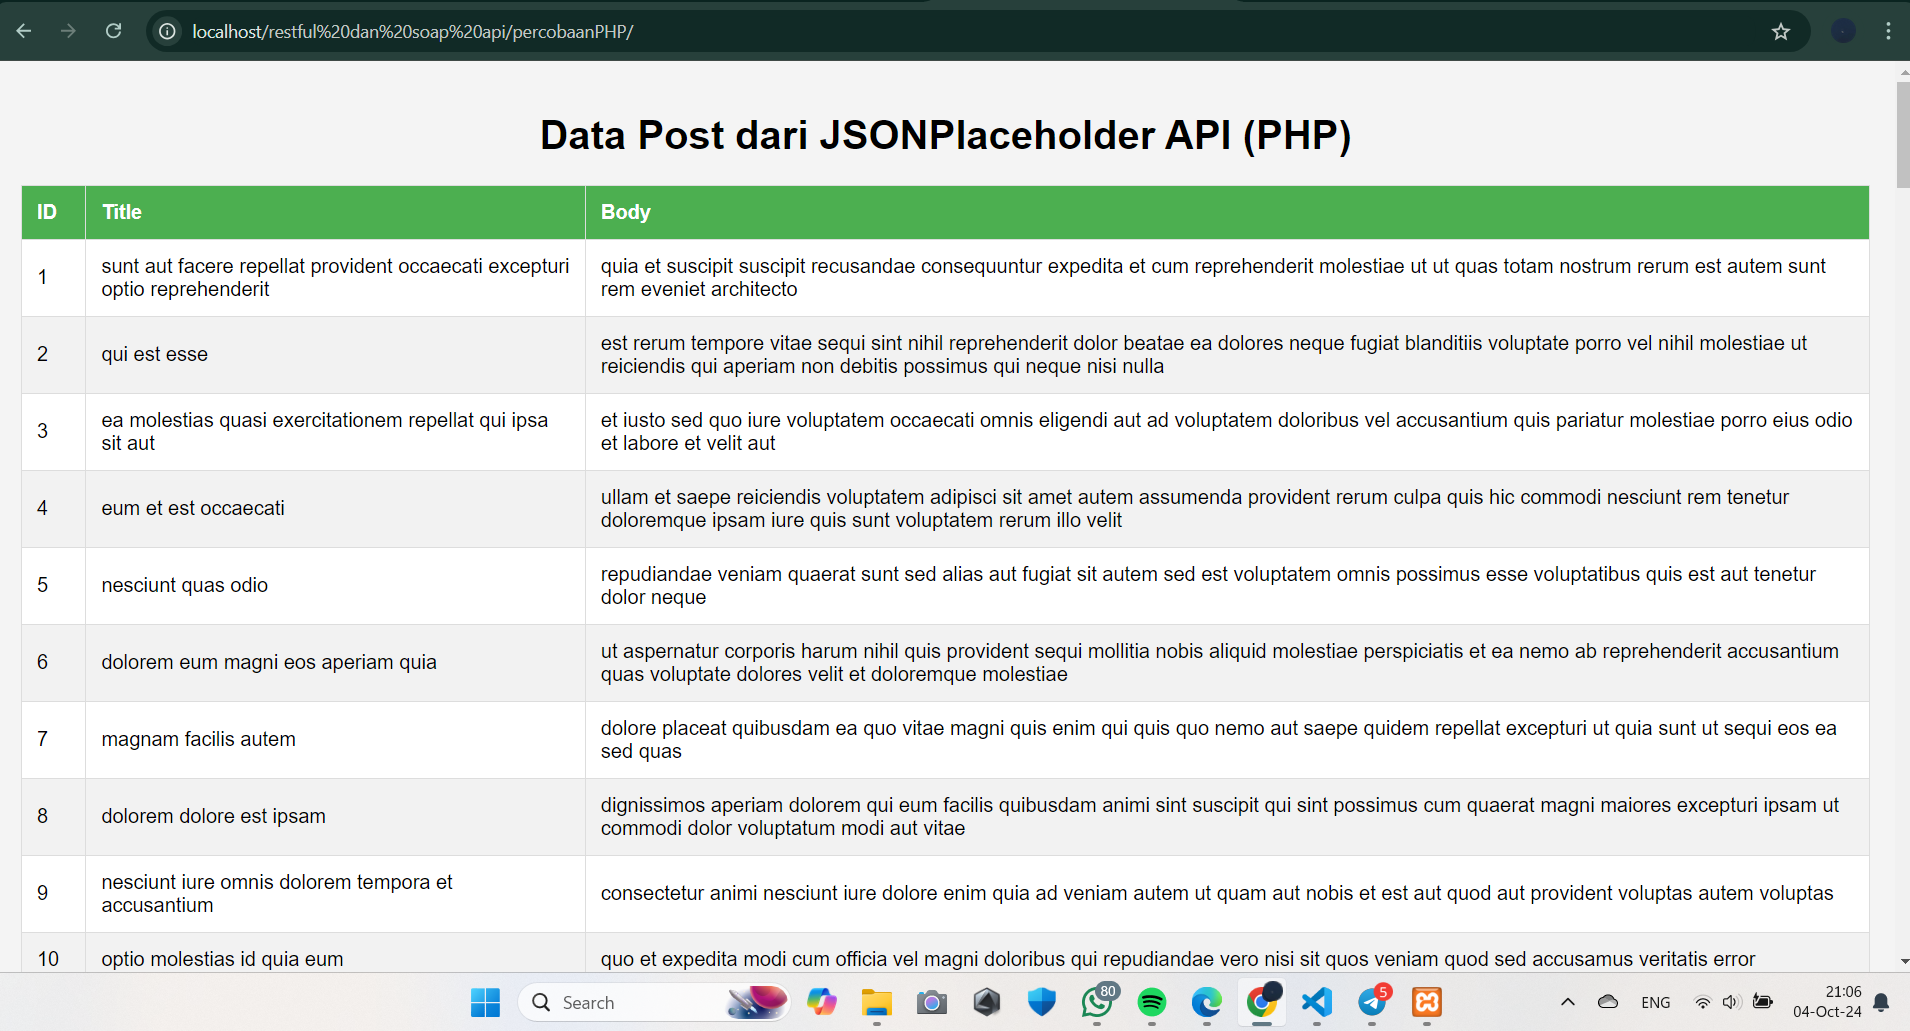 localhost/restful%20dan%20soap%20api/percobaanPHP/
Data Post dari JSONPlaceholder API (PHP)
ID Title Body
1 sunt aut facere repellat provident occaecati excepturi
optio reprehenderit
quia et suscipit suscipit recusandae consequuntur expedita et cum reprehenderit molestiae ut ut quas totam nostrum rerum est autem sunt
rem eveniet architecto
2 qui est esse
est rerum tempore vitae sequi sint nihil reprehenderit dolor beatae ea dolores neque fugiat blanditiis voluptate porro vel nihil molestiae ut
reiciendis qui aperiam non debitis possimus qui neque nisi nulla
3 ea molestias quasi exercitationem repellat qui ipsa
sit aut
et iusto sed quo iure voluptatem occaecati omnis eligendi aut ad voluptatem doloribus vel accusantium quis pariatur molestiae porro eius odio
et labore et velit aut
4 eum et est occaecati
ullam et saepe reiciendis voluptatem adipisci sit amet autem assumenda provident rerum culpa quis hic commodi nesciunt rem tenetur
doloremque ipsam iure quis sunt voluptatem rerum illo velit
5 nesciunt quas odio
repudiandae veniam quaerat sunt sed alias aut fugiat sit autem sed est voluptatem omnis possimus esse voluptatibus quis est aut tenetur
dolor neque
6 dolorem eum magni eos aperiam quia
ut aspernatur corporis harum nihil quis provident sequi mollitia nobis aliquid molestiae perspiciatis et ea nemo ab reprehenderit accusantium
quas voluptate dolores velit et doloremque molestiae
7 magnam facilis autem
dolore placeat quibusdam ea quo vitae magni quis enim qui quis quo nemo aut saepe quidem repellat excepturi ut quia sunt ut sequi eos ea
sed quas
8 dolorem dolore est ipsam
dignissimos aperiam dolorem qui eum facilis quibusdam animi sint suscipit qui sint possimus cum quaerat magni maiores excepturi ipsam ut
commodi dolor voluptatum modi aut vitae
9 nesciunt iure omnis dolorem tempora et
accusantium
consectetur animi nesciunt iure dolore enim quia ad veniam autem ut quam aut nobis et est aut quod aut provident voluptas autem voluptas
10 optio molestias id quia eum
quo et expedita modi cum officia vel magni doloribus qui repudiandae vero nisi sit quos veniam quod sed accusamus veritatis error
Search
80
5
ENG
21:06
04-Oct-24